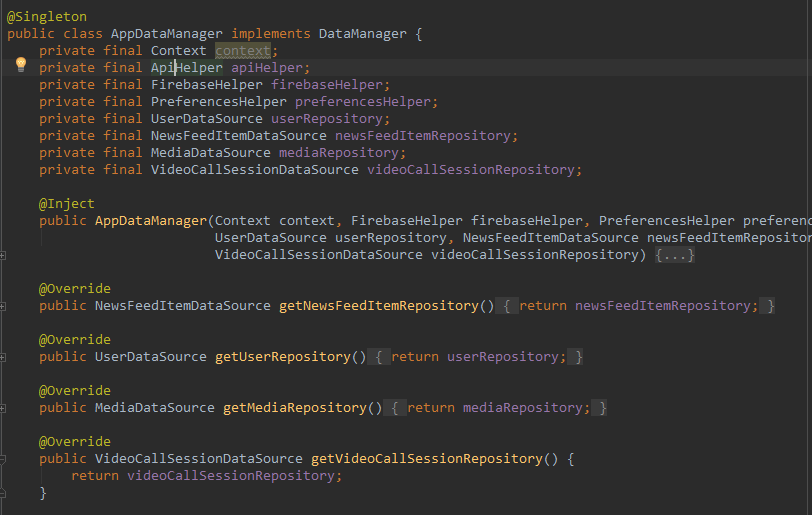 @Singleton
public class AppDataManager implements DataManager {
private final Context context;
private final ApiHelper apiHelper;
private final FirebaseHelper firebaseHelper;
private final PreferencesHelper preferencesHelper;
private final UserDataSource userRepository;
private final NewsFeedItemDataSource newsFeedItemRepository;
private final MediaDataSource mediaRepository;
private final VideoCallSessionDataSource videoCallSessionRepository;
@Inject
public AppDataManager(Context context, FirebaseHelper firebaseHelper, PreferencesHelper preferenc
UserDataSource userRepository, NewsFeedItemDataSource newsFeedItemRepositor
VideoCallSessionDataSource videoCallSessionRepository) {...}
@Override
public NewsFeedItemDataSource getNewsFeedItemRepository() { return newsFeedItemRepository; }
@Override
public UserDataSource getUserRepository() { return userRepository; }
@Override
public MediaDataSource getMediaRepository() { return mediaRepository; }
@Override
public VideoCallSessionDataSource getVideoCallSessionRepository() {
return videoCallSessionRepository;
}